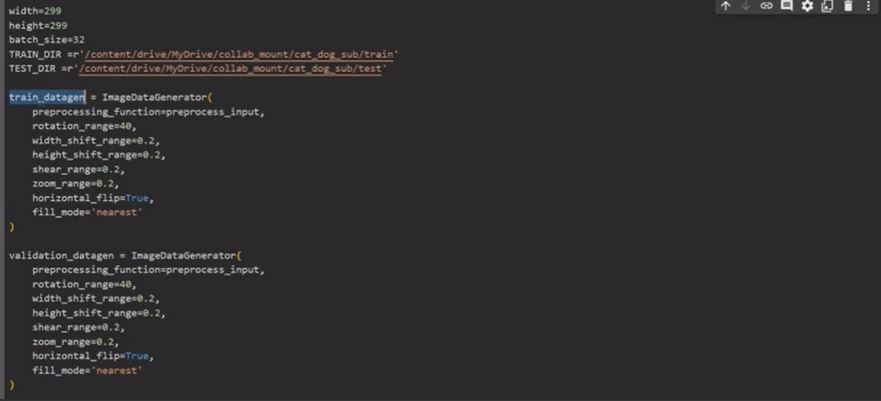 width=299
height=299
batch_size=32
TRAIN_DIR =r'/content/drive/MyDrive/collab_mount/cat_dog_sub/train'
TEST_DIR =r'/content/drive/MyDrive/collab_mount/cat_dog_sub/test'
train_datagen = ImageDataGenerator(
    preprocessing_function=preprocess_input,
    rotation_range=40,
    width_shift_range=0.2,
    height_shift_range=0.2,
    shear_range=0.2,
    zoom_range=0.2,
    horizontal_flip=True,
    fill_mode='nearest'
)
validation_datagen = ImageDataGenerator(
    preprocessing_function=preprocess_input,
    rotation_range=40,
    width_shift_range=0.2,
    height_shift_range=0.2,
    shear_range=0.2,
    zoom_range=0.2,
    horizontal_flip=True,
    fill_mode='nearest'
)